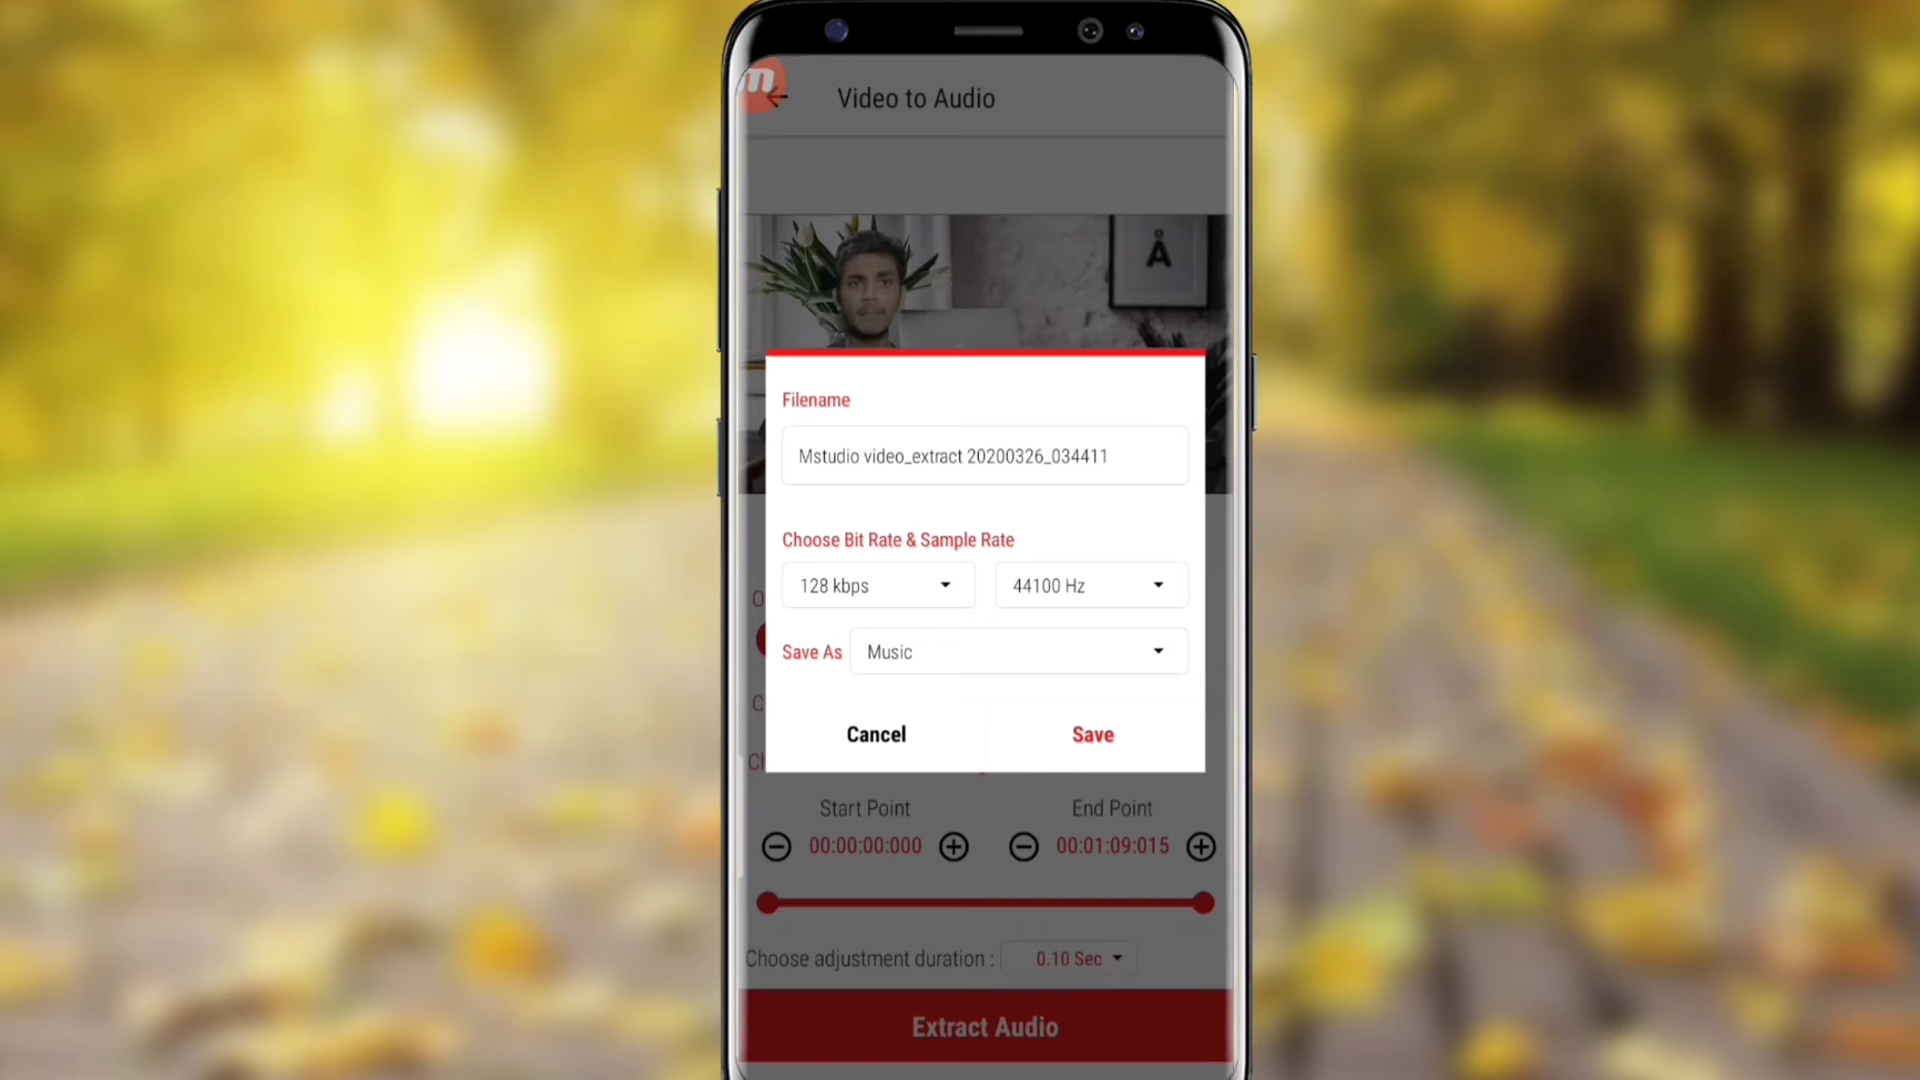 m
Video to Audio
Å
Filename
Mstudio video_extract 20200326_034411
Choose Bit Rate & Sample Rate
128 kbps
44100 Hz
Save As
Music
Cancel
Save
Start Point
End Point
00:00:00:000
00:01:09:015
Choose adjustment duration :
0.10 Sec
Extract Audio